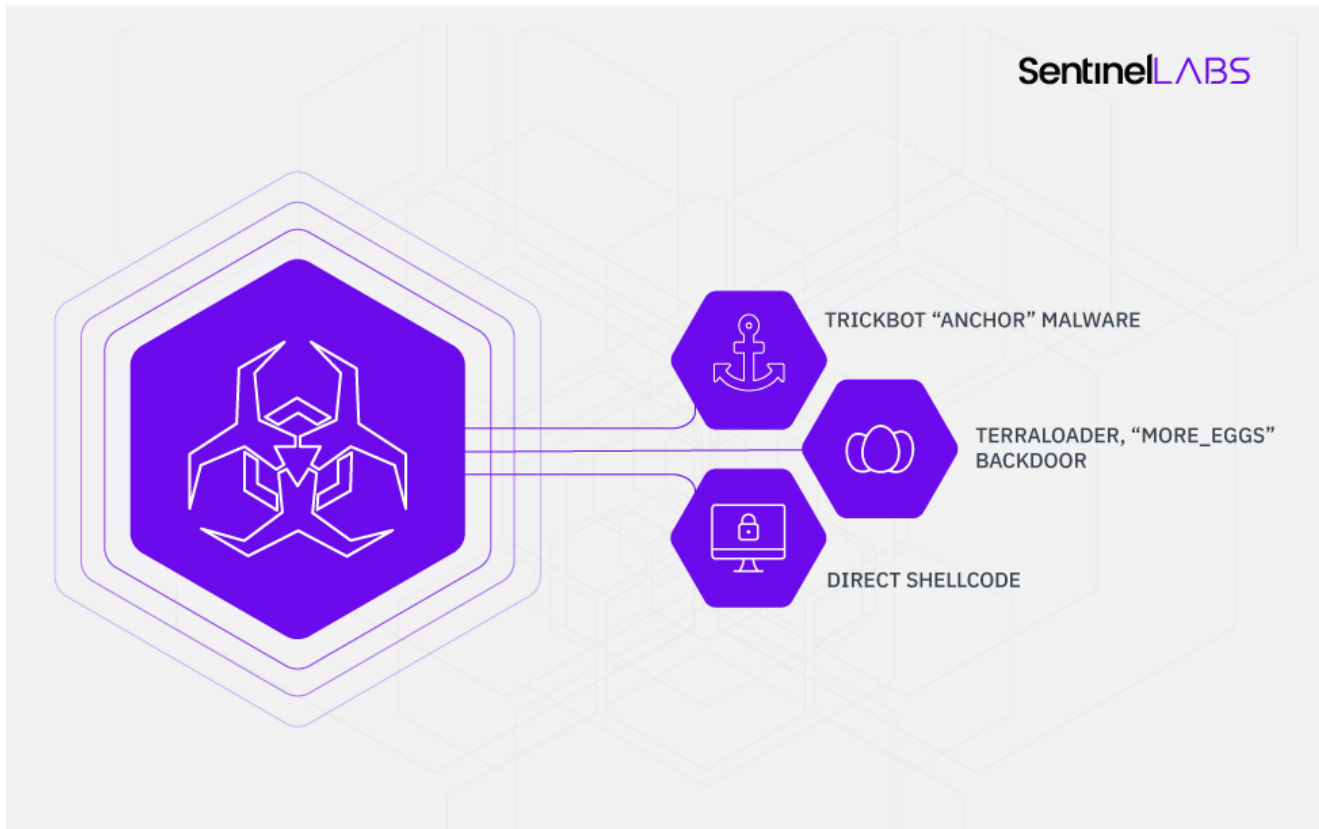 SentinelLABS
TRICKBOT “ANCHOR” MALWARE
TERRALOADER, “MORE_EGGS”
BACKDOOR
DIRECT SHELLCODE